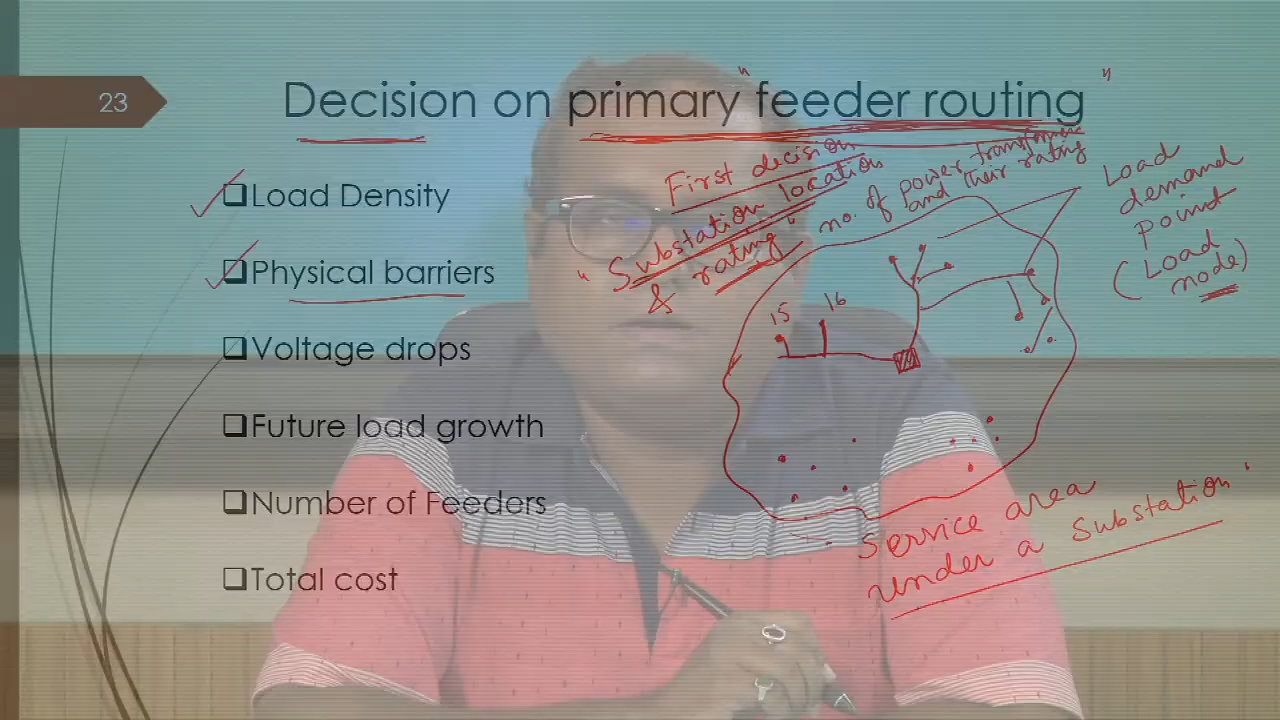 23
Decision on primary "feeder routing"
Load Density
Physical barriers
Voltage drops
Future load growth
Number of Feeders
Total cost
First decision
"Substation location
& rating"
no. of power transformers
and their rating
Load
demand
point
(Load
node)
15
16
Service area
under a substation"